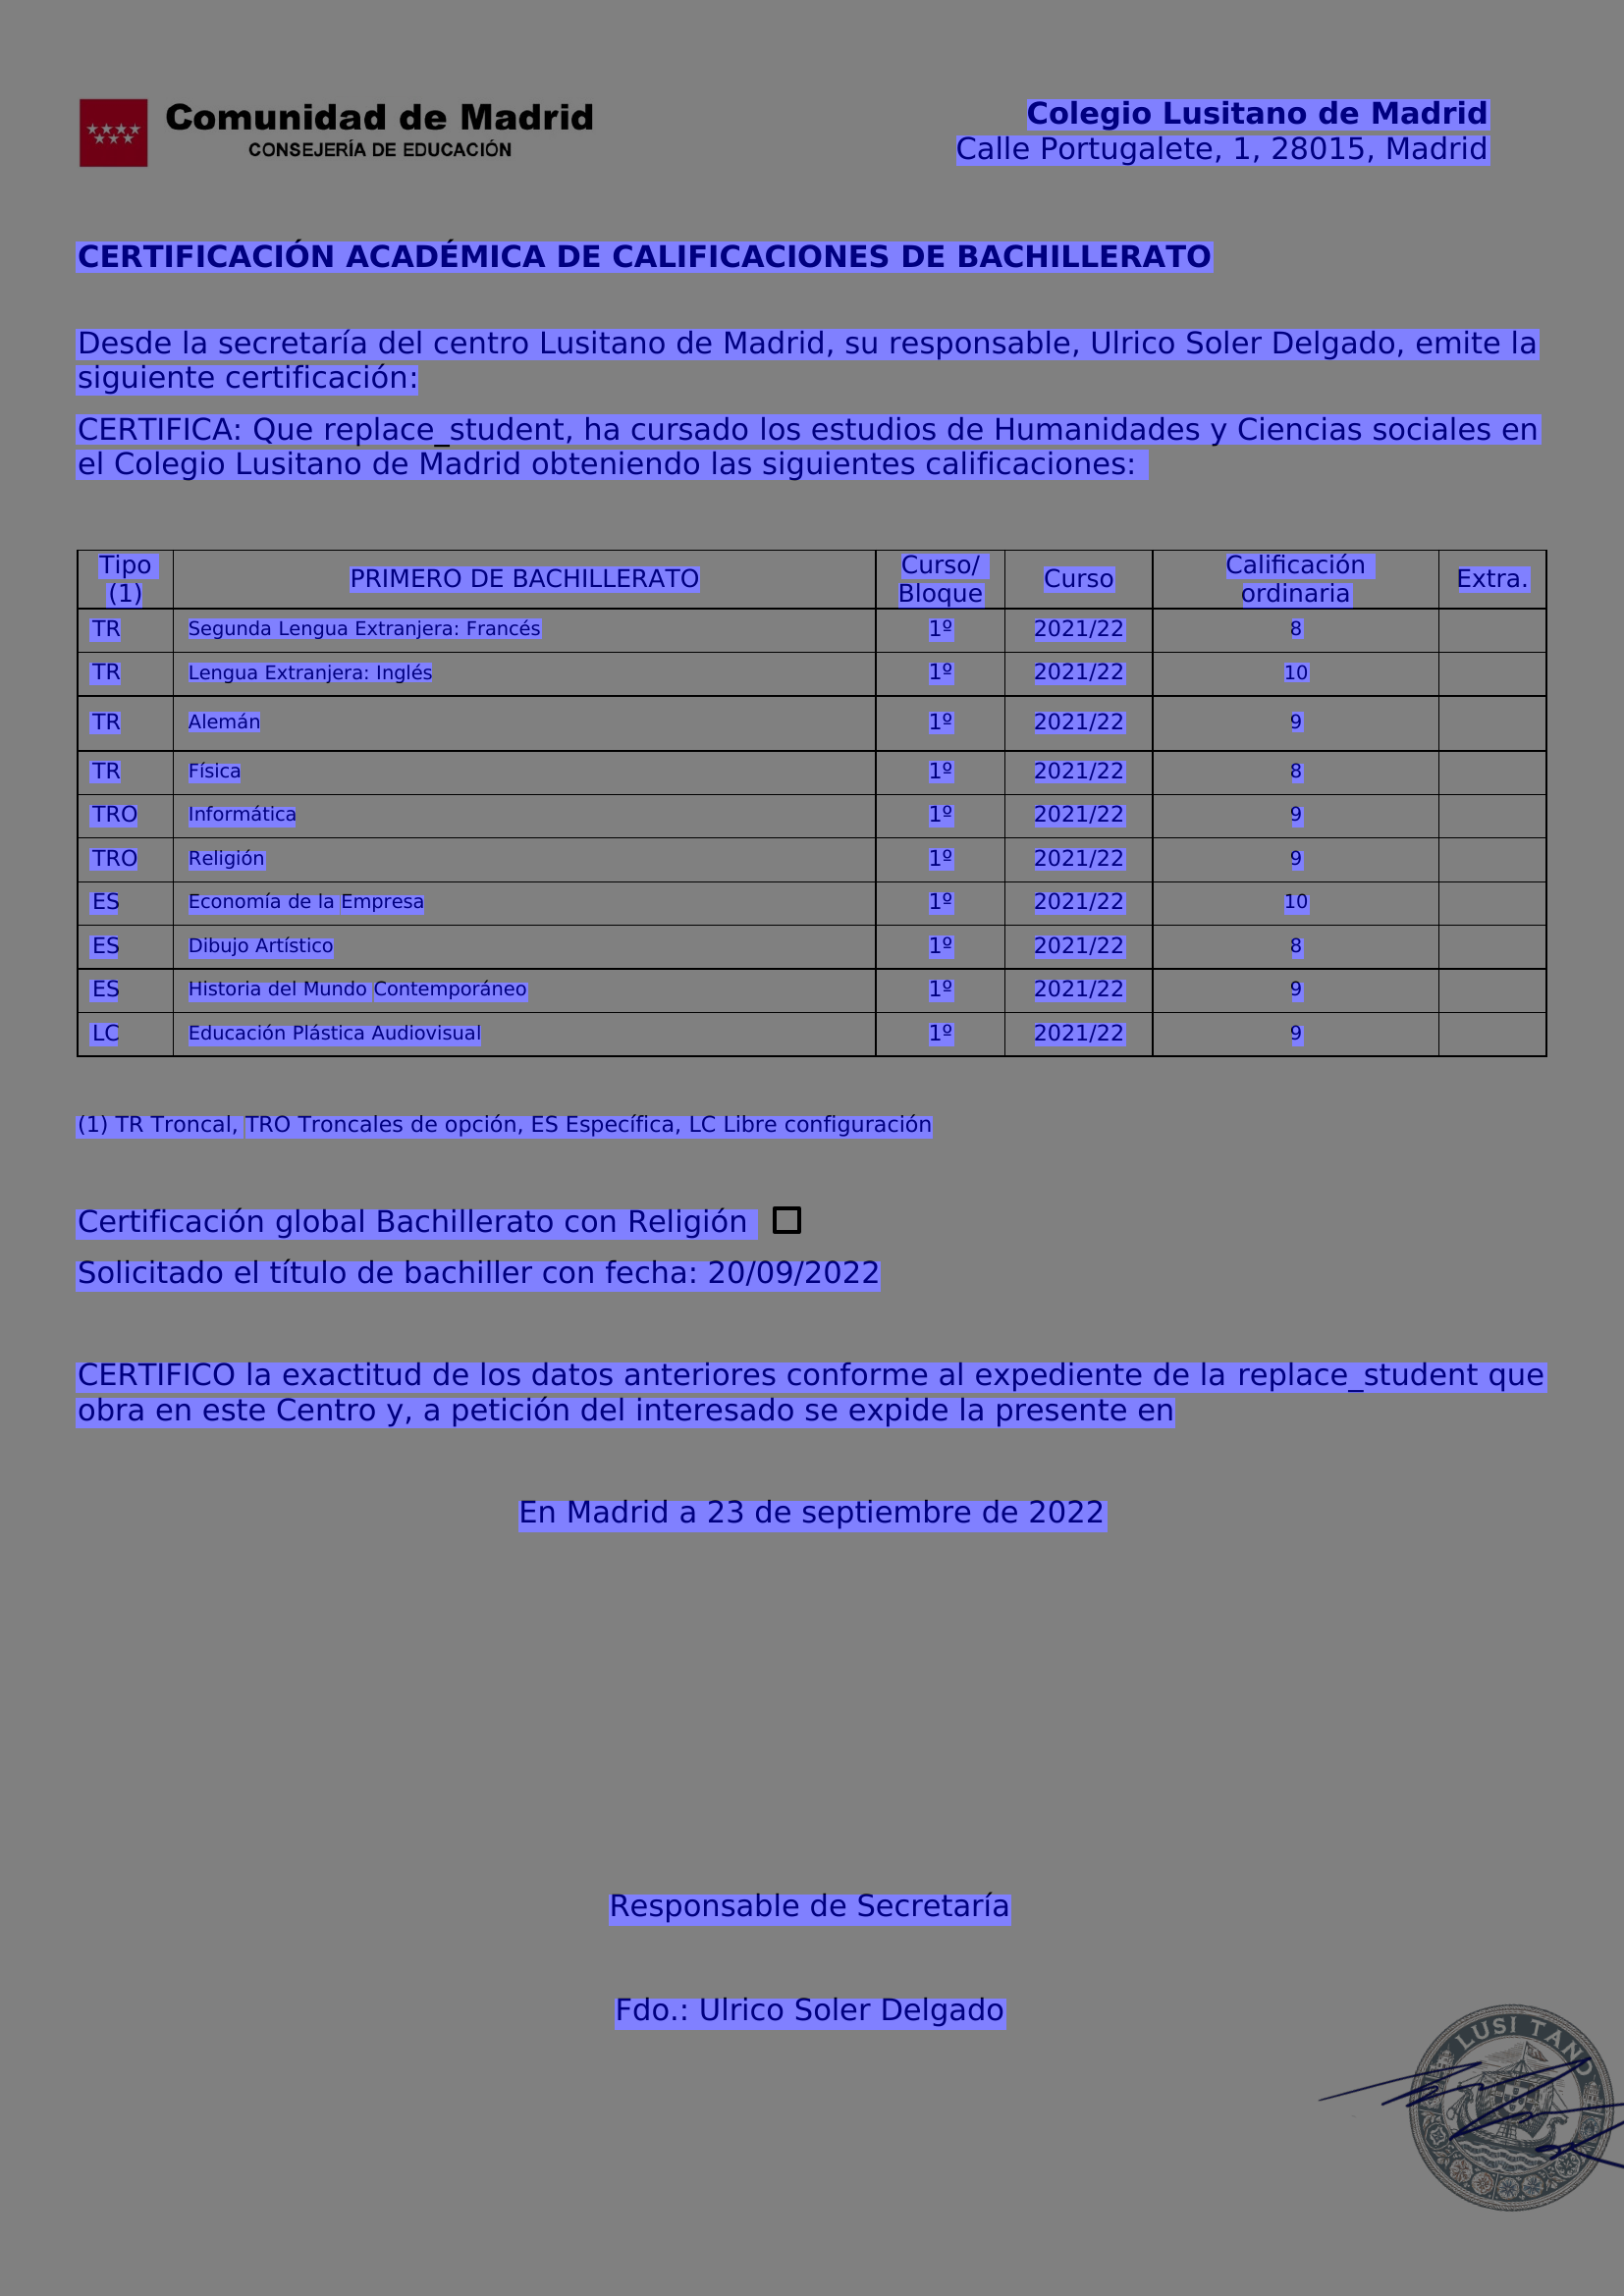 Comunidad de Madrid
CONSEJERÍA DE EDUCACIÓN
Colegio Lusitano de Madrid
Calle Portugalete, 1, 28015, Madrid
CERTIFICACIÓN ACADÉMICA DE CALIFICACIONES DE BACHILLERATO
Desde la secretaría del centro Lusitano de Madrid, su responsable, Ulrico Soler Delgado, emite la
siguiente certificación:
CERTIFICA: Que replace_student, ha cursado los estudios de Humanidades y Ciencias sociales en
el Colegio Lusitano de Madrid obteniendo las siguientes calificaciones:
Tipo (1) PRIMERO DE BACHILLERATO Curso/ Bloque Curso Calificación ordinaria Extra.
TR Segunda Lengua Extranjera: Francés 1º 2021/22 8
TR Lengua Extranjera: Inglés 1º 2021/22 10
TR Alemán 1º 2021/22 9
TR Física 1º 2021/22 8
TRO Informática 1º 2021/22 9
TRO Religión 1º 2021/22 9
ES Economía de la Empresa 1º 2021/22 10
ES Dibujo Artístico 1º 2021/22 8
ES Historia del Mundo Contemporáneo 1º 2021/22 9
LC Educación Plástica Audiovisual 1º 2021/22 9
(1) TR Troncal, TRO Troncales de opción, ES Específica, LC Libre configuración
Certificación global Bachillerato con Religión
Solicitado el título de bachiller con fecha: 20/09/2022
CERTIFICO la exactitud de los datos anteriores conforme al expediente de la replace_student que
obra en este Centro y, a petición del interesado se expide la presente en
En Madrid a 23 de septiembre de 2022
Responsable de Secretaría
Fdo.: Ulrico Soler Delgado
LUSITANO